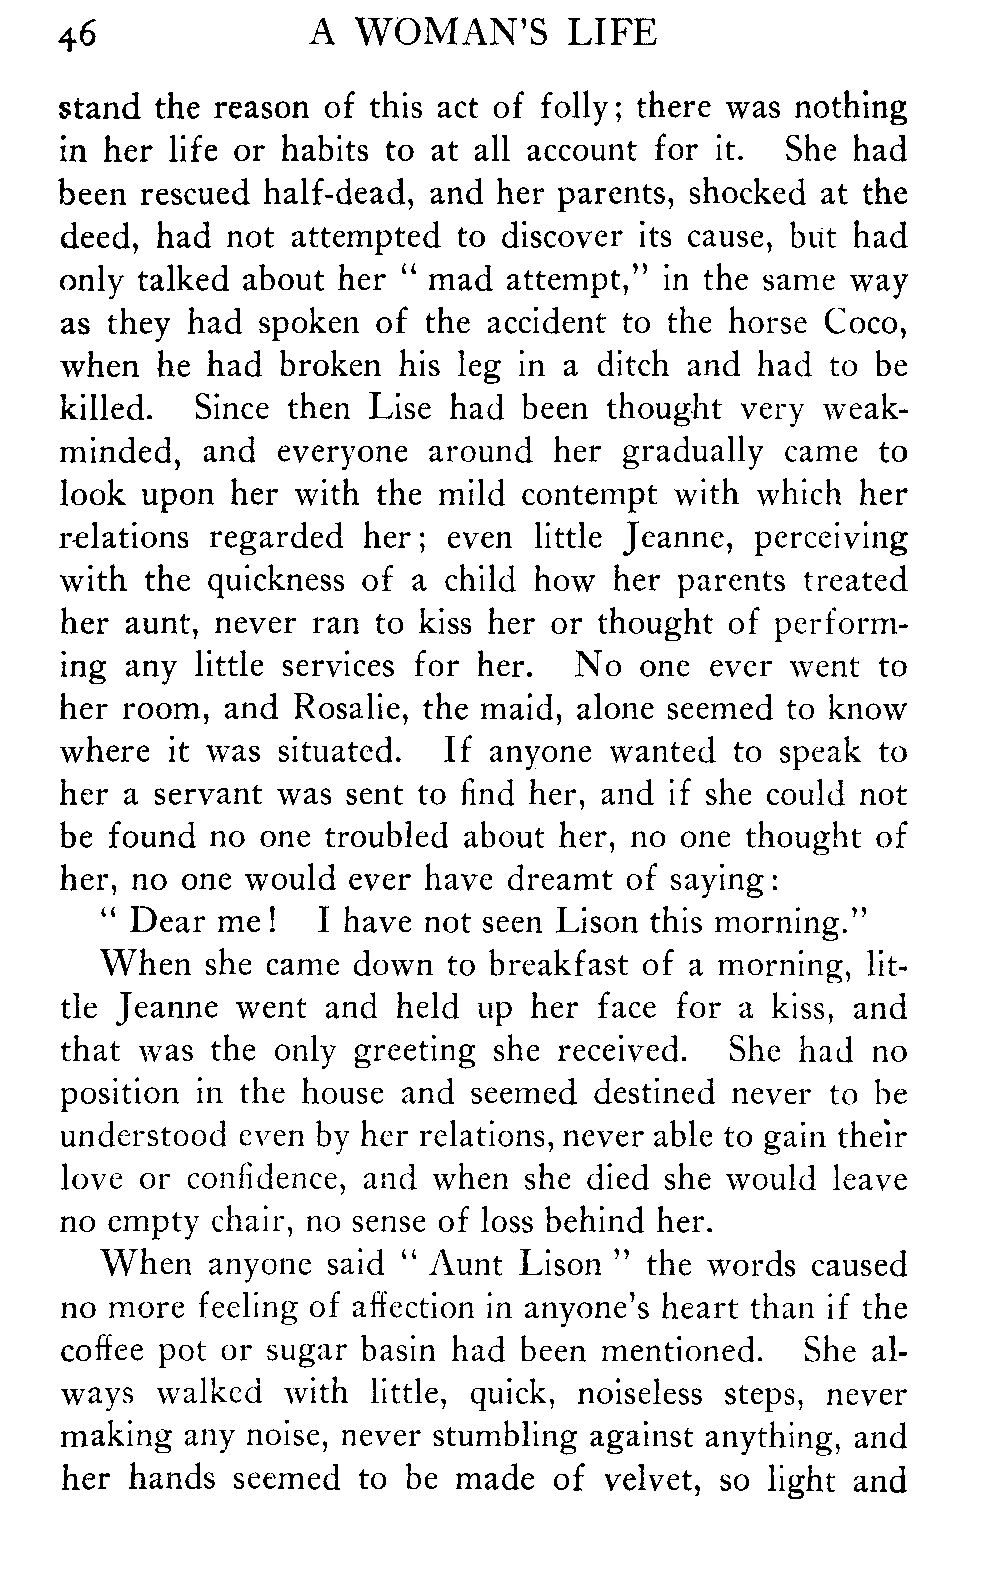 46 A WOMAN'S LIFE
stand the reason of this act of folly; there was nothing
in her life or habits to at all account for it. She had
been rescued half-dead, and her parents, shocked at the
deed, had not attempted to discover its cause, but had
only talked about her " mad attempt," in the same way
as they had spoken of the accident to the horse Coco,
when he had broken his leg in a ditch and had to be
killed. Since then Lise had been thought very weak-
minded, and everyone around her gradually came to
look upon her with the mild contempt with which her
relations regarded her; even little Jeanne, perceiving
with the quickness of a child how her parents treated
her aunt, never ran to kiss her or thought of perform-
ing any little services for her. No one ever went to
her room, and Rosalie, the maid, alone seemed to know
where it was situated. If anyone wanted to speak to
her a servant was sent to find her, and if she could not
be found no one troubled about her, no one thought of
her, no one would ever have dreamt of saying:
" Dear me! I have not seen Lison this morning."
When she came down to breakfast of a morning, lit-
tle Jeanne went and held up her face for a kiss, and
that was the only greeting she received. She had no
position in the house and seemed destined never to be
understood even by her relations, never able to gain their
love or confidence, and when she died she would leave
no empty chair, no sense of loss behind her.
When anyone said " Aunt Lison " the words caused
no more feeling of affection in anyone's heart than if the
coffee pot or sugar basin had been mentioned. She al-
ways walked with little, quick, noiseless steps, never
making any noise, never stumbling against anything, and
her hands seemed to be made of velvet, so light and